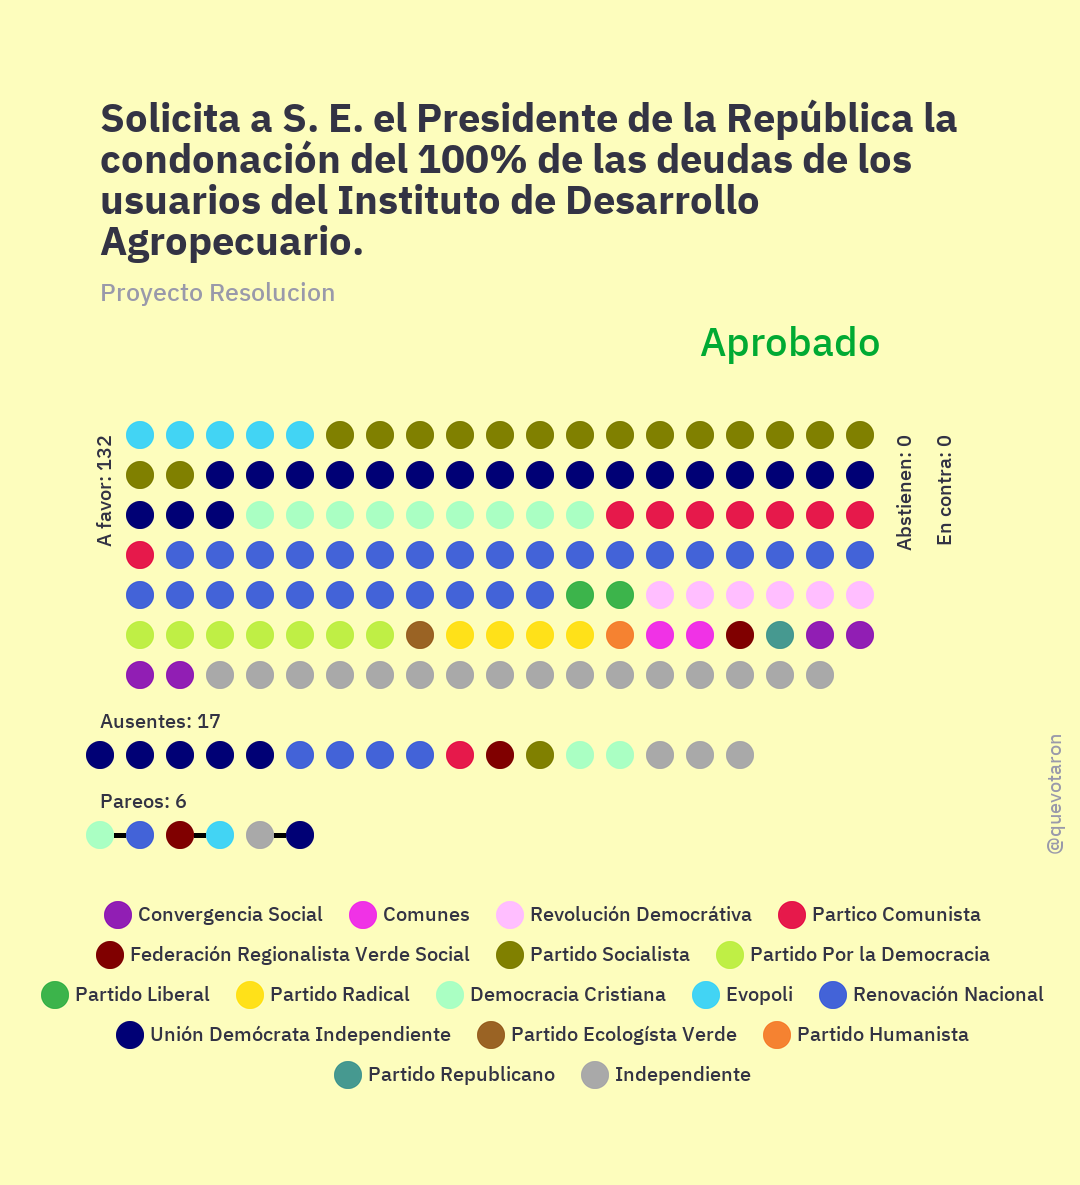 Solicita a S. E. el Presidente de la República la
condonación del 100% de las deudas de los
usuarios del Instituto de Desarrollo
Agropecuario.
Proyecto Resolucion
Aprobado
A favor: 132
Abstienen: 0
En contra: 0
Ausentes: 17
Pareos: 6
@quevotaron
Convergencia Social Comunes Revolución Democrátiva Partico Comunista
Federación Regionalista Verde Social Partido Socialista Partido Por la Democracia
Partido Liberal Partido Radical Democracia Cristiana Evopoli Renovación Nacional
Unión Demócrata Independiente Partido Ecologísta Verde Partido Humanista
Partido Republicano Independiente